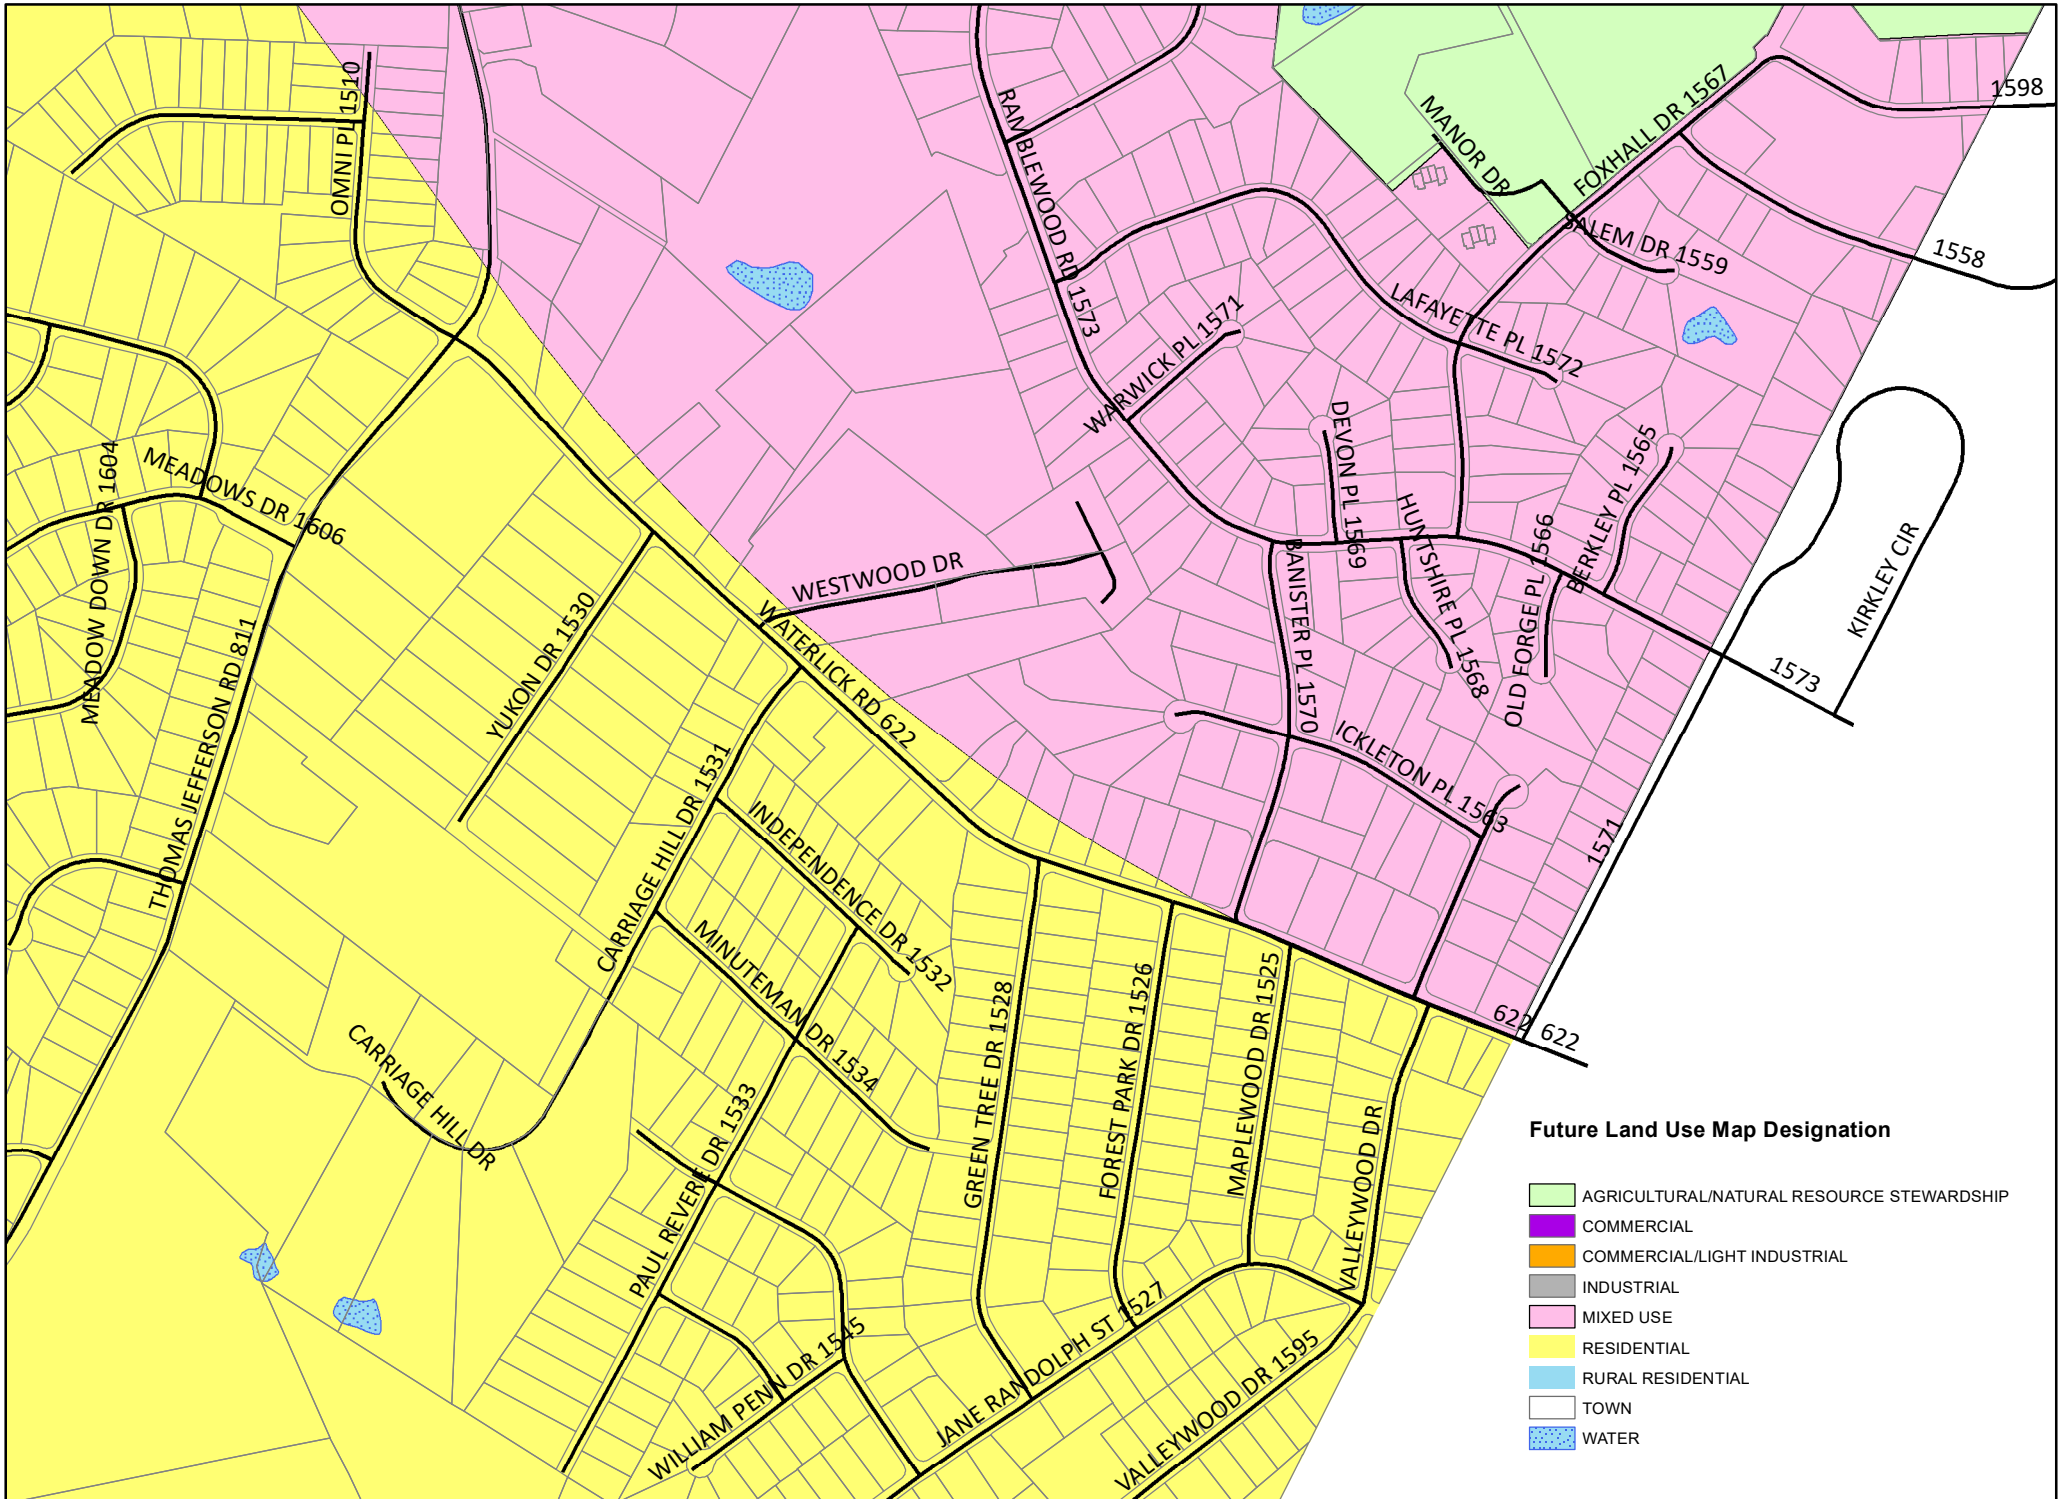 OMNI PL 1510
RAMBLEWOOD RD 1573
MANOR DR
FOXHALL DR 1567
1598
SALEM DR 1559
1558
LAFAYETTE PL 1572
WARWICK PL 1571
DEVON PL 1569
HUNTSHIRE PL 1568
BERKLEY PL 1565
OLD FORGE PL 1566
BANISTER PL 1570
KIRKLEY CIR
1573
ICKLETON PL 1563
1571
MEADOWS DR 1606
MEADOW DOWN DR 1604
THOMAS JEFFERSON RD 811
YUKON DR 1530
WESTWOOD DR
WATERLICK RD 622
CARRIAGE HILL DR 1531
INDEPENDENCE DR 1532
MINUTEMAN DR 1534
CARRIAGE HILL DR
PAUL REVERE DR 1533
GREEN TREE DR 1528
FOREST PARK DR 1526
MAPLEWOOD DR 1525
VALLEYWOOD DR
622
622
WILLIAM PENN DR 1545
JANE RANDOLPH ST 1527
VALLEYWOOD DR 1595
Future Land Use Map Designation
AGRICULTURAL/NATURAL RESOURCE STEWARDSHIP
COMMERCIAL
COMMERCIAL/LIGHT INDUSTRIAL
INDUSTRIAL
MIXED USE
RESIDENTIAL
RURAL RESIDENTIAL
TOWN
WATER